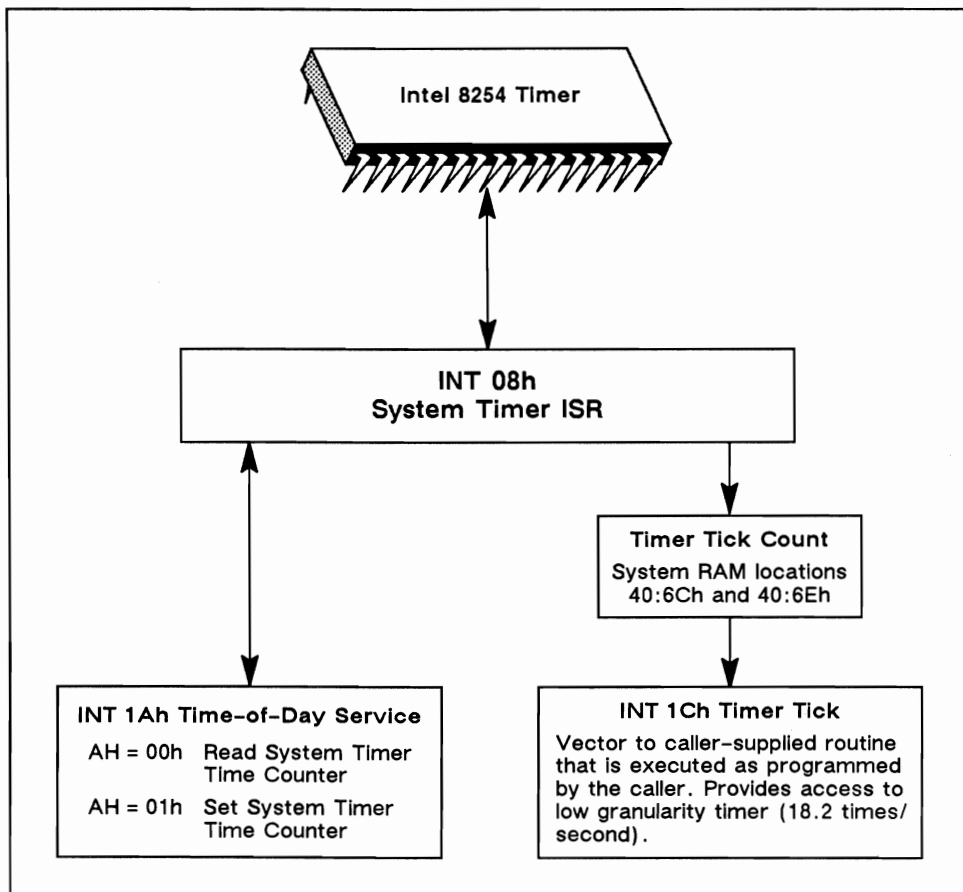 Intel 8254 Timer
INT 08h
System Timer ISR
Timer Tick Count
System RAM locations
40:6Ch and 40:6Eh
INT 1Ah Time-of-Day Service
AH = 00h Read System Timer
Time Counter
AH = 01h Set System Timer
Time Counter
INT 1Ch Timer Tick
Vector to caller-supplied routine
that is executed as programmed
by the caller. Provides access to
low granularity timer (18.2 times/
second).